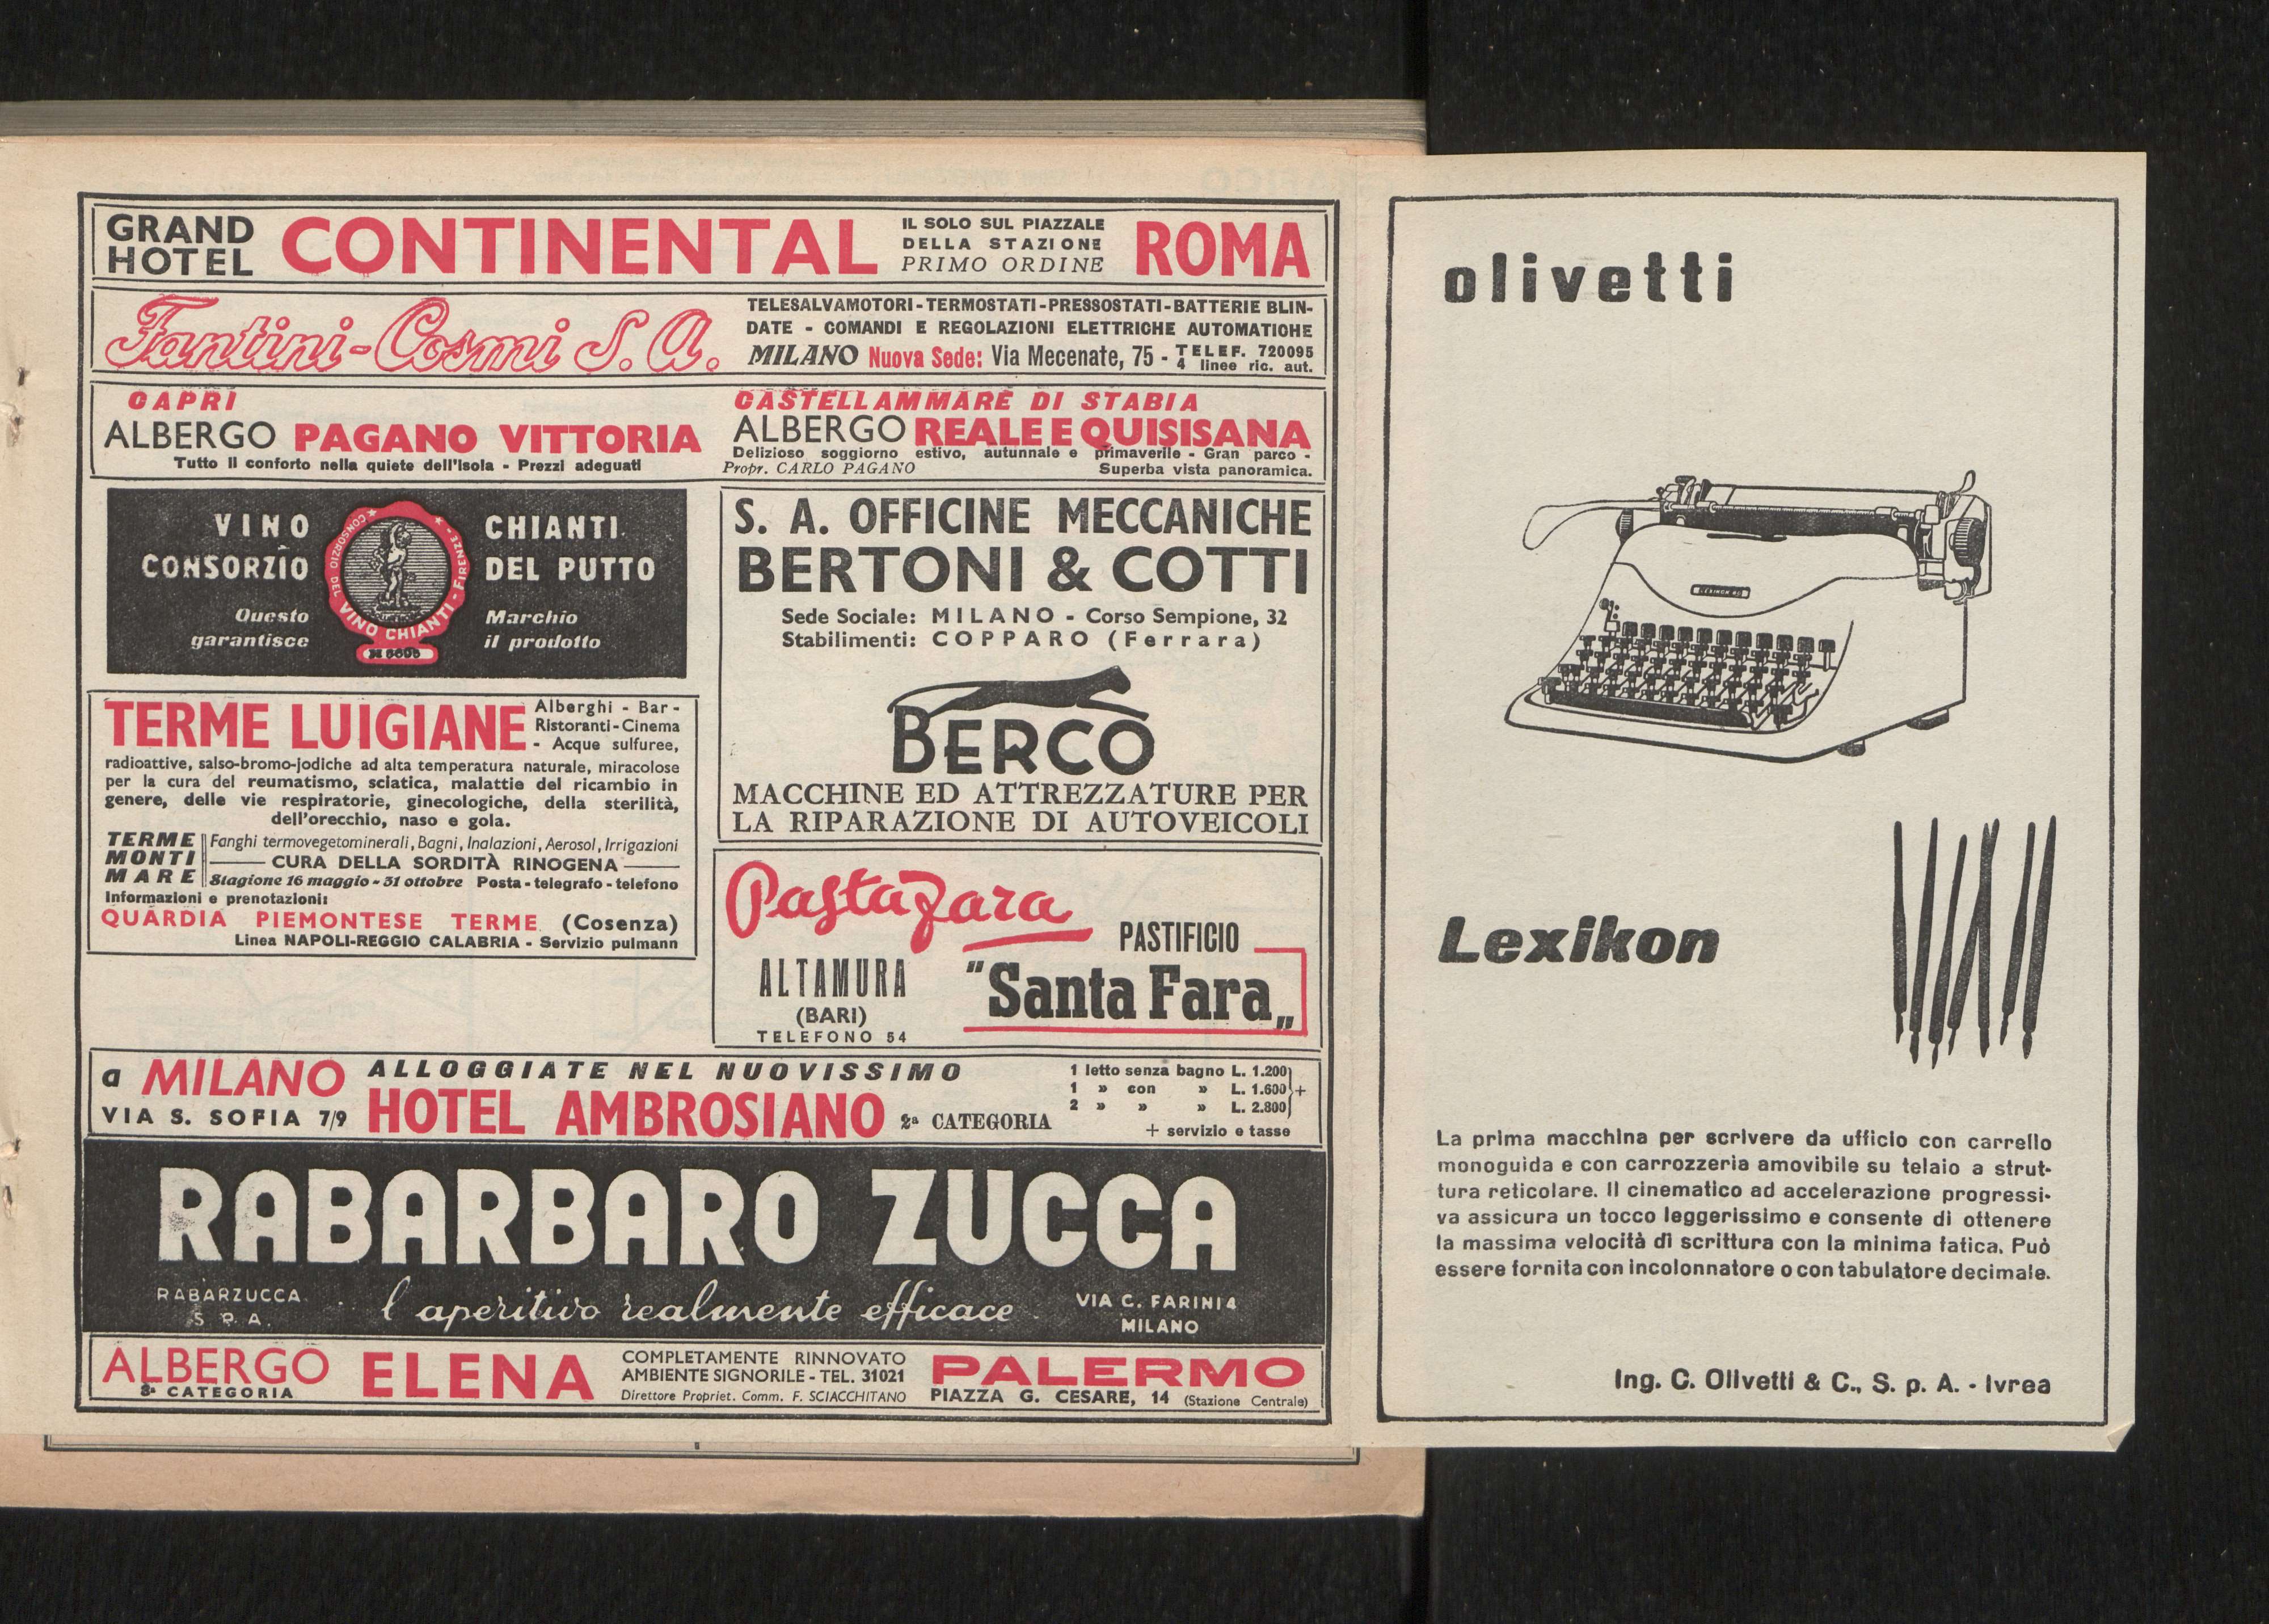 GRAND
HOTEL
CONTINENTAL
IL SOLO SUL PIAZZALE
DELLA STAZIONE
PRIMO ORDINE
ROMA
Fantini-Cosmi S. A.
TELESALVAMOTORI - TERMOSTATI - PRESSOSTATI - BATTERIE BLIN-
DATE - COMANDI E REGOLAZIONI ELETTRICHE AUTOMATICHE
MILANO Nuova Sede: Via Mecenate, 75 - TELEF. 720095
4 linee ric. aut.
CAPRI
ALBERGO PAGANO VITTORIA
Tutto il conforto nella quiete dell'Isola - Prezzi adeguati
CASTELLAMMARE DI STABIA
ALBERGO REALE E QUISISANA
Delizioso soggiorno estivo, autunnale e primaverile - Gran parco -
Propr. CARLO PAGANO Superba vista panoramica.
VINO CHIANTI
CONSORZIO DEL PUTTO
Questo Marchio
garantisce il prodotto
CONSORZIO DEL VINO CHIANTI - FIRENZE -
S. A. OFFICINE MECCANICHE
BERTONI & COTTI
Sede Sociale: MILANO - Corso Sempione, 32
Stabilimenti: COPPARO (Ferrara)
BERCO
MACCHINE ED ATTREZZATURE PER
LA RIPARAZIONE DI AUTOVEICOLI
TERME LUIGIANE
Alberghi - Bar -
Ristoranti - Cinema
- Acque sulfuree,
radioattive, salso-bromo-jodiche ad alta temperatura naturale, miracolose
per la cura del reumatismo, sciatica, malattie del ricambio in
genere, delle vie respiratorie, ginecologiche, della sterilità,
dell'orecchio, naso e gola.
TERME
MONTI
MARE
Fanghi termovegetominerali, Bagni, Inalazioni, Aerosol, Irrigazioni
CURA DELLA SORDITÀ RINOGENA
Stagione 16 maggio - 31 ottobre Posta - telegrafo - telefono
Informazioni e prenotazioni:
QUARDIA PIEMONTESE TERME (Cosenza)
Linea NAPOLI-REGGIO CALABRIA - Servizio pulmann
Pasta Zara
PASTIFICIO
"Santa Fara„
ALTAMURA
(BARI)
TELEFONO 54
a MILANO
VIA S. SOFIA 7/9
ALLOGGIATE NEL NUOVISSIMO
HOTEL AMBROSIANO 2ª CATEGORIA
1 letto senza bagno L. 1.200
1 » con » L. 1.600 +
2 » » » L. 2.800
+ servizio e tasse
RABARBARO ZUCCA
RABARZUCCA
S. P. A.
l'aperitivo realmente efficace
VIA C. FARINI 4
MILANO
ALBERGO
3ª CATEGORIA
ELENA
COMPLETAMENTE RINNOVATO
AMBIENTE SIGNORILE - TEL. 31021
Direttore Propriet. Comm. F. SCIACCHITANO
PALERMO
PIAZZA G. CESARE, 14 (Stazione Centrale)
olivetti
LEXIKON 80
Lexikon
La prima macchina per scrivere da ufficio con carrello
monoguida e con carrozzeria amovibile su telaio a strut-
tura reticolare. Il cinematico ad accelerazione progressi-
va assicura un tocco leggerissimo e consente di ottenere
la massima velocità di scrittura con la minima fatica. Può
essere fornita con incolonnatore o con tabulatore decimale.
Ing. C. Olivetti & C., S. p. A. - Ivrea